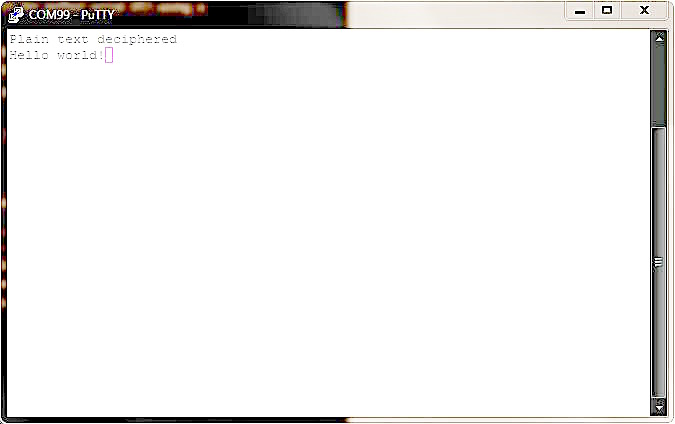 COM99 - PuTTY
Plain text deciphered
Hello world!